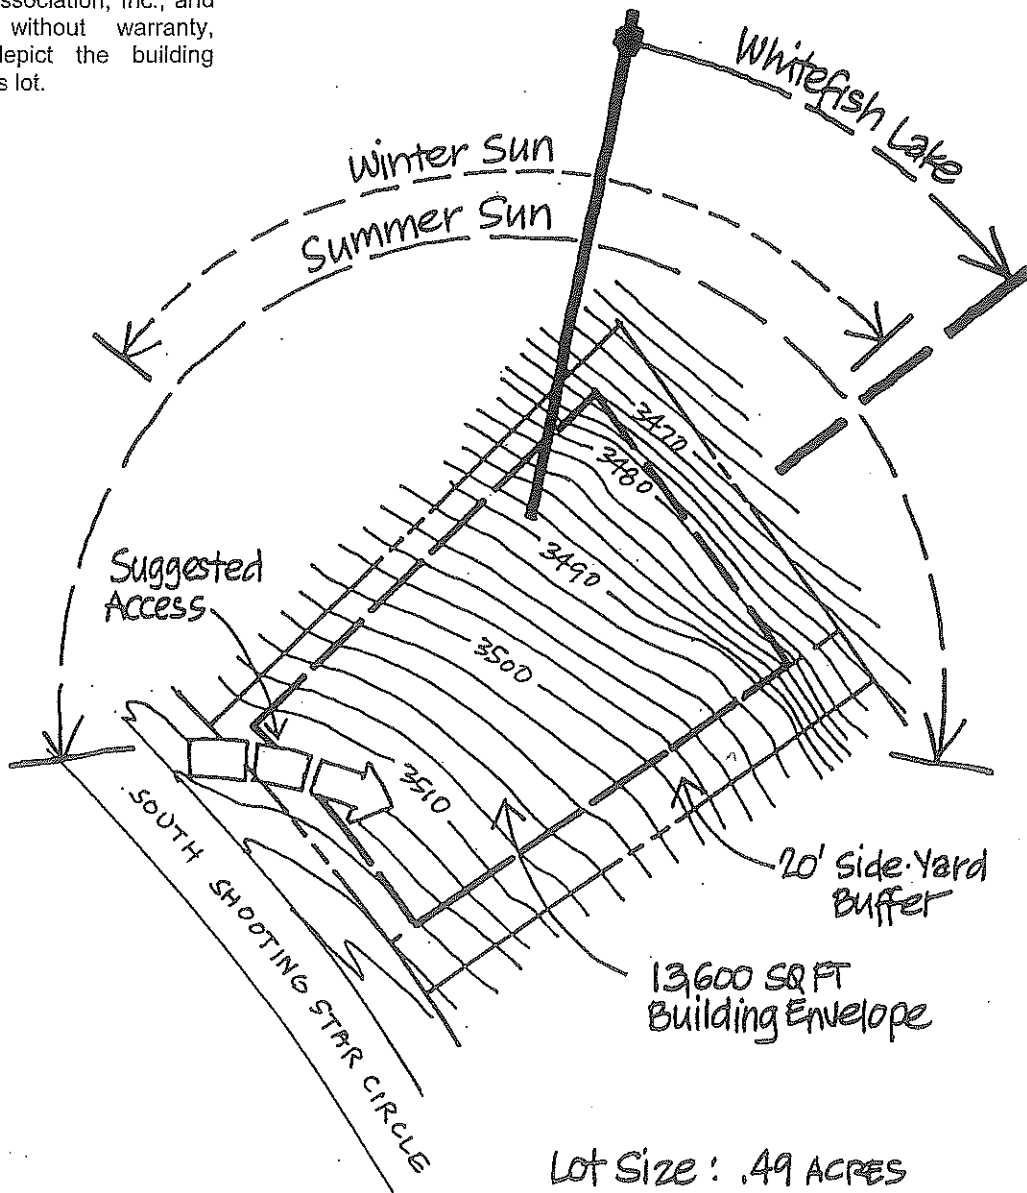 ssociation, Inc., and
without warranty,
depict the building
s lot.
Whitefish Lake
Winter Sun
Summer Sun
3470
3480
3490
Suggested
Access
3500
3510
SOUTH SHOOTING STAR CIRCLE
20' Side-Yard
Buffer
13,600 SQ FT
Building Envelope
Lot Size : .49 ACRES